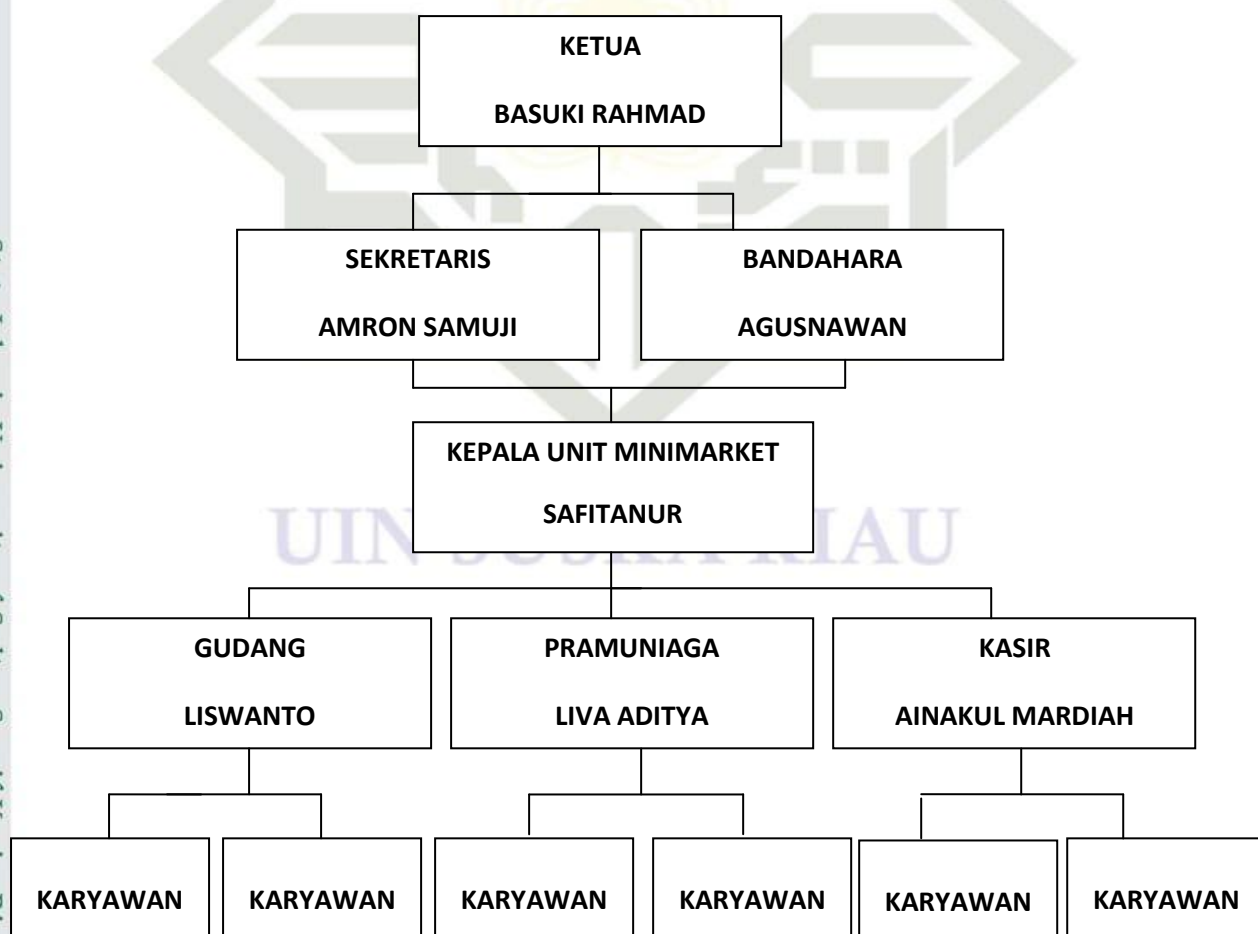 KETUA
BASUKI RAHMAD
SEKRETARIS
AMRON SAMUJI
BANDAHARA
AGUSNAWAN
KEPALA UNIT MINIMARKET
SAFITANUR
UIN SUSKA RIAU
GUDANG
LISWANTO
PRAMUNIAGA
LIVA ADITYA
KASIR
AINAKUL MARDIAH
KARYAWAN
KARYAWAN
KARYAWAN
KARYAWAN
KARYAWAN
KARYAWAN